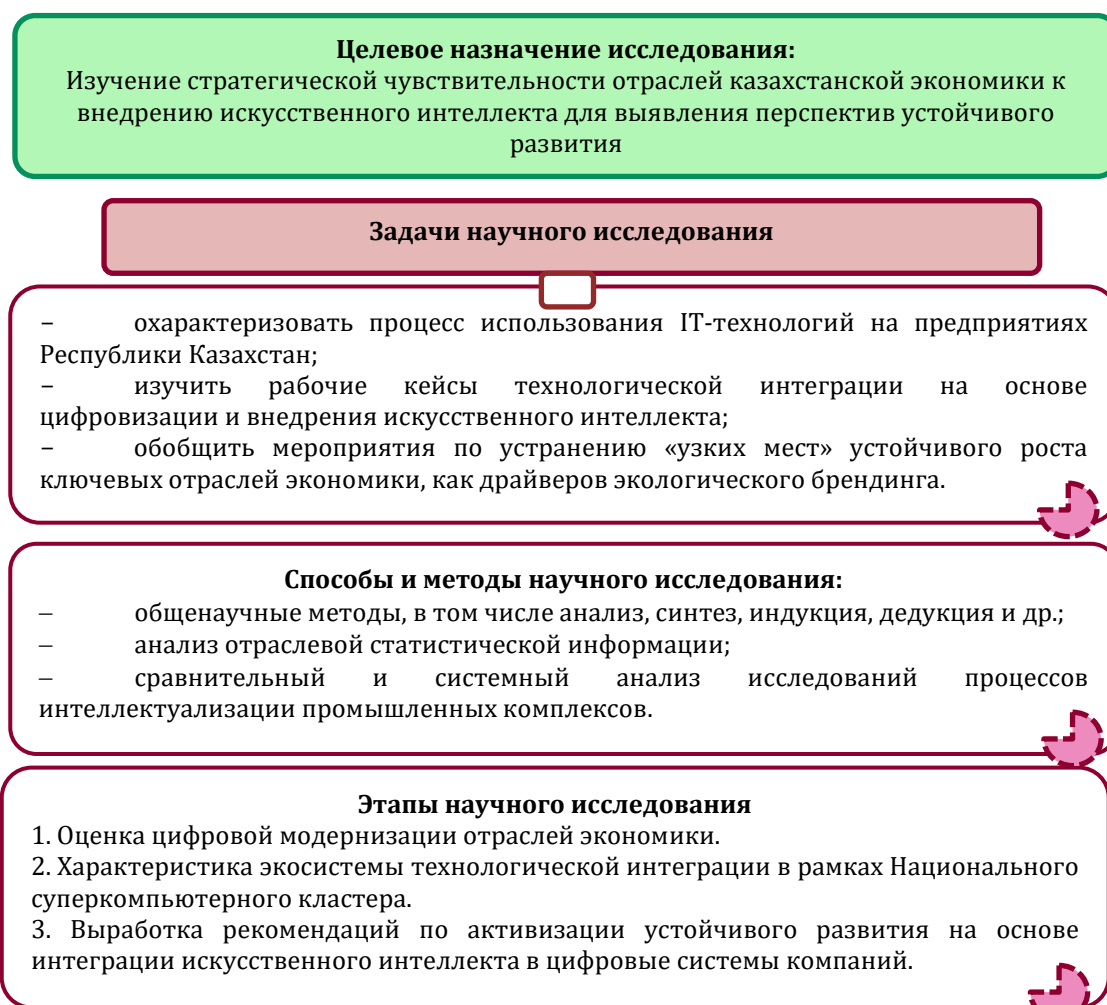 Целевое назначение исследования:
Изучение стратегической чувствительности отраслей казахстанской экономики к
внедрению искусственного интеллекта для выявления перспектив устойчивого
развития
Задачи научного исследования
– охарактеризовать процесс использования IT-технологий на предприятиях
Республики Казахстан;
– изучить рабочие кейсы технологической интеграции на основе
цифровизации и внедрения искусственного интеллекта;
– обобщить мероприятия по устранению «узких мест» устойчивого роста
ключевых отраслей экономики, как драйверов экологического брендинга.
Способы и методы научного исследования:
– общенаучные методы, в том числе анализ, синтез, индукция, дедукция и др.;
– анализ отраслевой статистической информации;
– сравнительный и системный анализ исследований процессов
интеллектуализации промышленных комплексов.
Этапы научного исследования
1. Оценка цифровой модернизации отраслей экономики.
2. Характеристика экосистемы технологической интеграции в рамках Национального
суперкомпьютерного кластера.
3. Выработка рекомендаций по активизации устойчивого развития на основе
интеграции искусственного интеллекта в цифровые системы компаний.